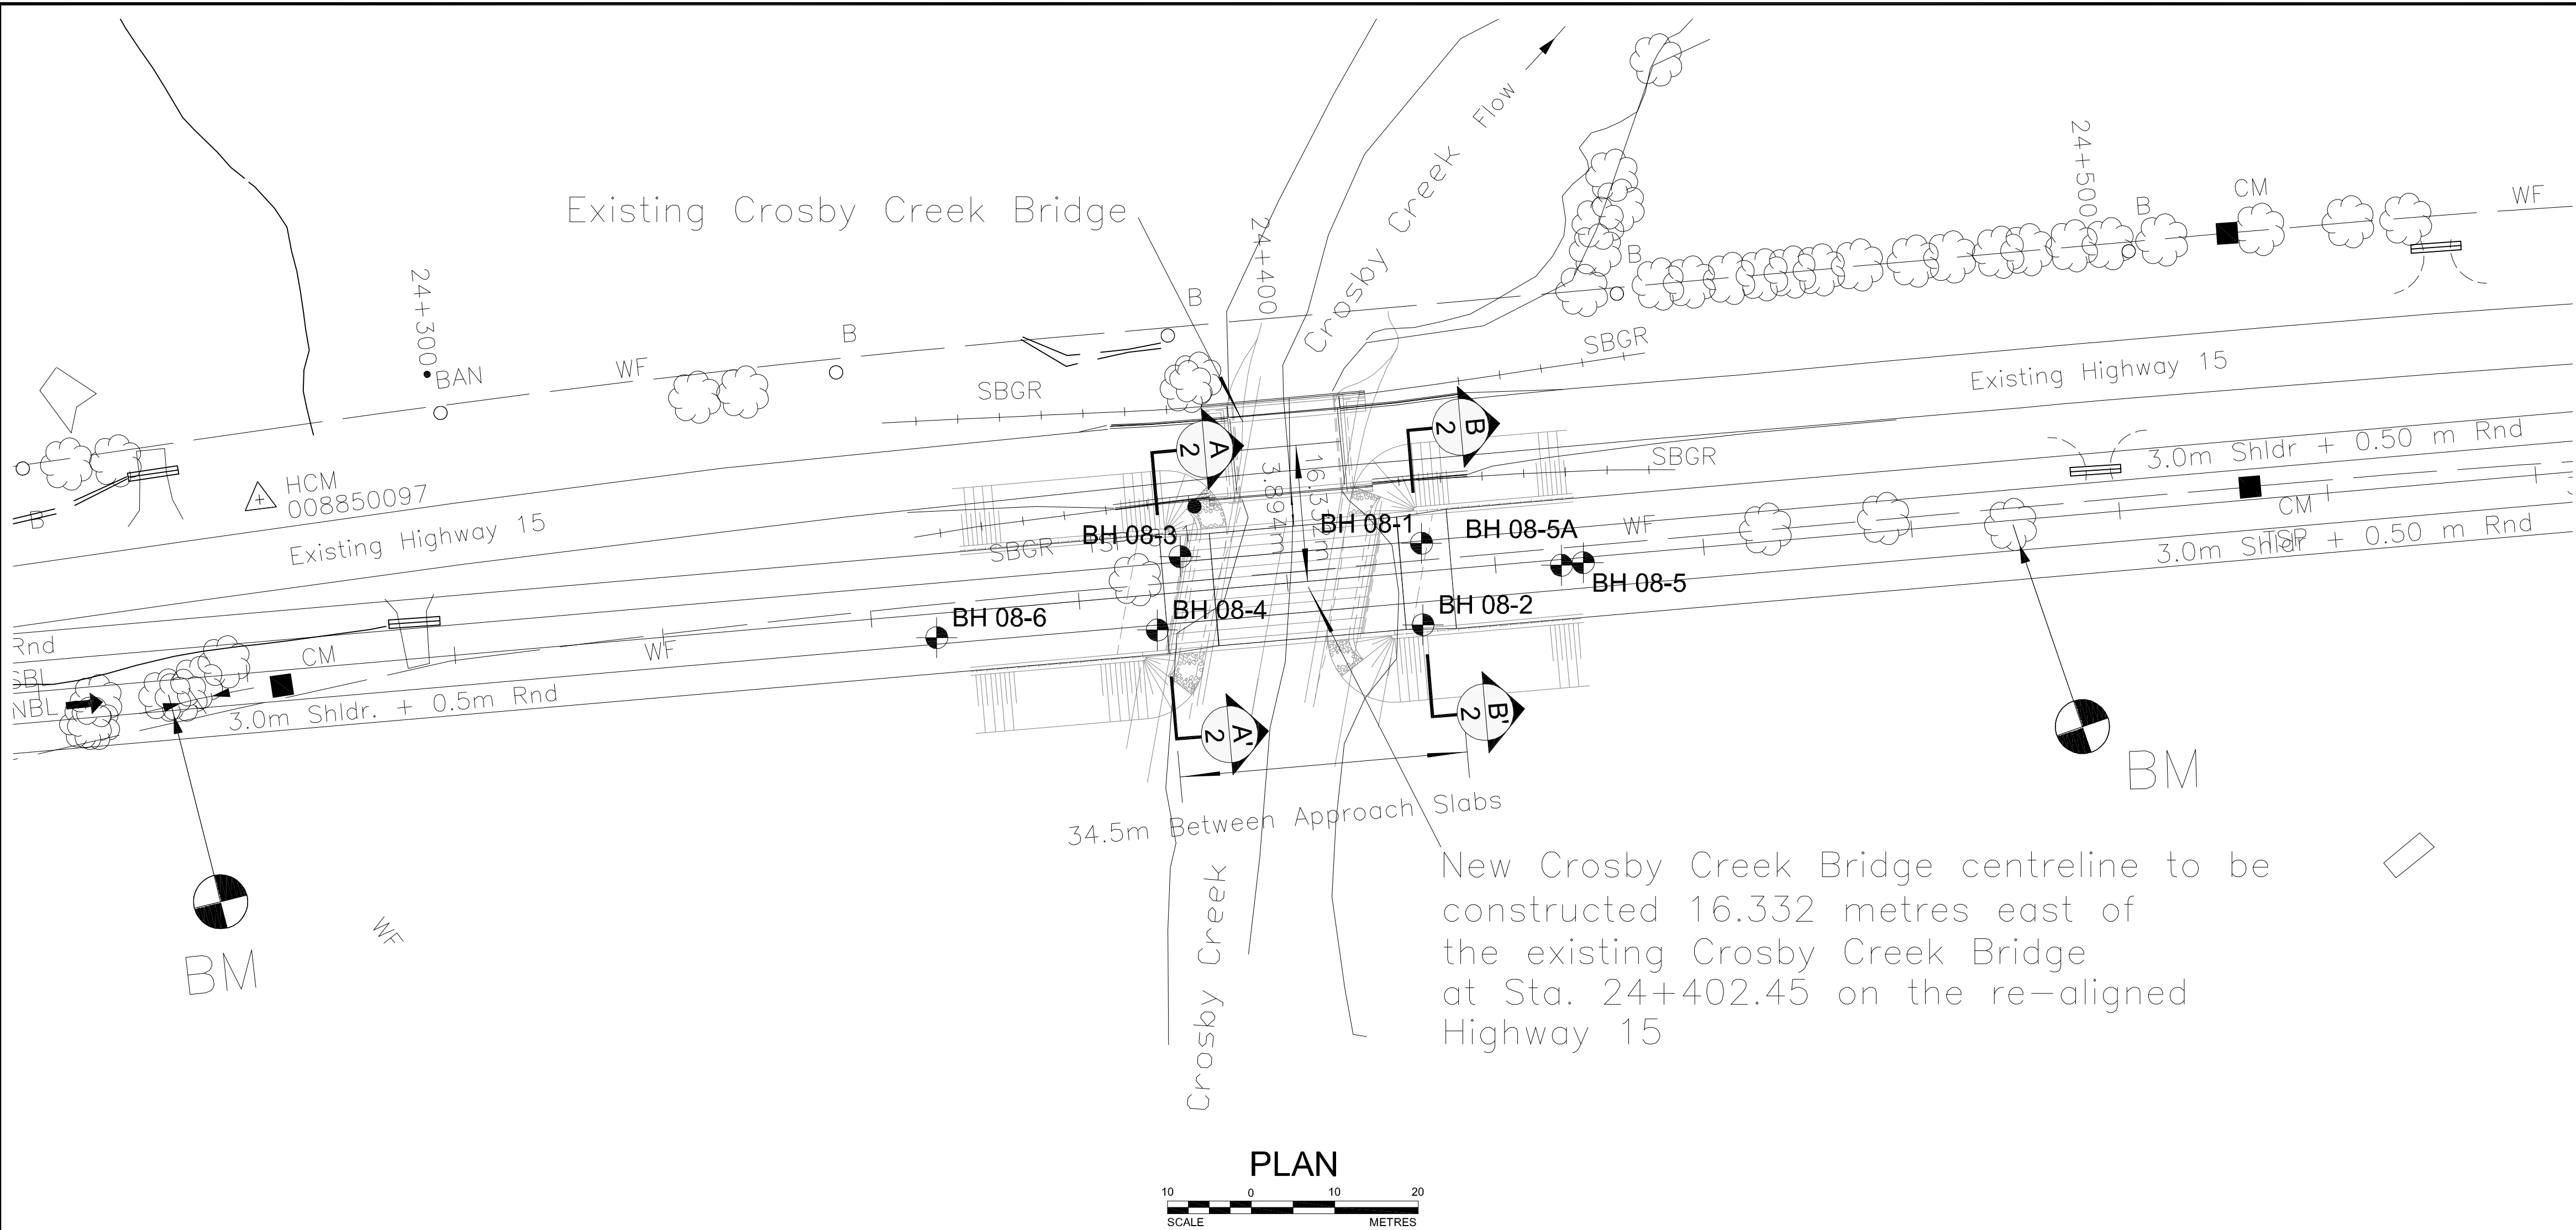 Flow
Crosby Creek
24+500
CM
WF
B
Existing Crosby Creek Bridge
24+400
24+300
B
B
B
BAN
WF
SBGR
SBGR
Existing Highway 15
HCM
008850097
B
Existing Highway 15
A
2
B
2
SBGR
3.0m Shldr + 0.50 m Rnd
CM
16.332m
3.894m
BH 08-3
BH 08-1
BH 08-5A
WF
SBGR
TSP
3.0m Shldr + 0.50 m Rnd
BH 08-5
BH 08-6
BH 08-4
BH 08-2
Rnd
SBL
NBL
CM
WF
3.0m Shldr. + 0.5m Rnd
A'
2
B'
2
34.5m Between Approach Slabs
BM
BM
WF
Crosby Creek
New Crosby Creek Bridge centreline to be
constructed 16.332 metres east of
the existing Crosby Creek Bridge
at Sta. 24+402.45 on the re-aligned
Highway 15
PLAN
10 0 10 20
SCALE METRES